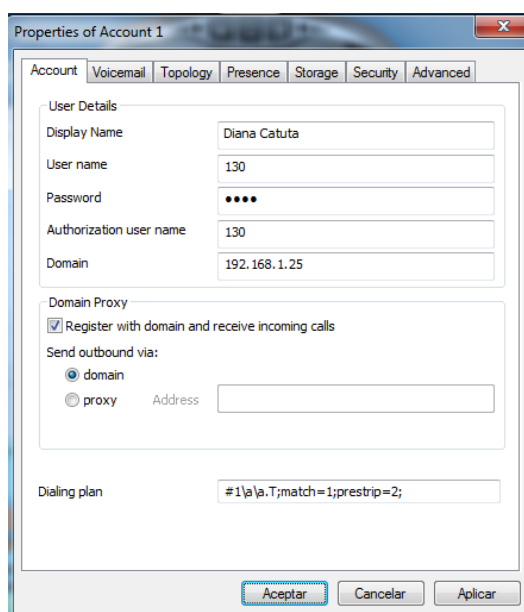 Properties of Account 1
Account Voicemail Topology Presence Storage Security Advanced
User Details
Display Name Diana Catuta
User name 130
Password ••••
Authorization user name 130
Domain 192.168.1.25
Domain Proxy
Register with domain and receive incoming calls
Send outbound via:
domain
proxy Address
Dialing plan #1\a\a.T;match=1;prestrip=2;
Aceptar Cancelar Aplicar